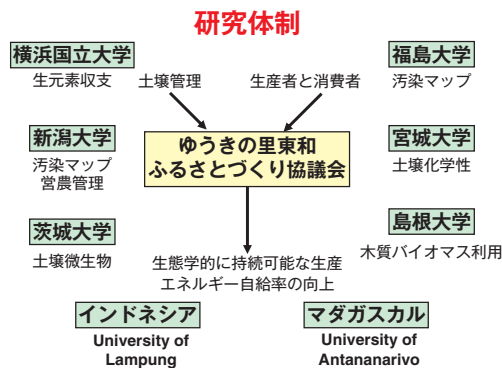 研究体制
横浜国立大学
生元素収支
土壌管理
生産者と消費者
福島大学
汚染マップ
新潟大学
汚染マップ
営農管理
ゆうきの里東和
ふるさとづくり協議会
宮城大学
土壌化学性
茨城大学
土壌微生物
島根大学
木質バイオマス利用
生態学的に持続可能な生産
エネルギー自給率の向上
インドネシア
University of
Lampung
マダガスカル
University of
Antananarivo